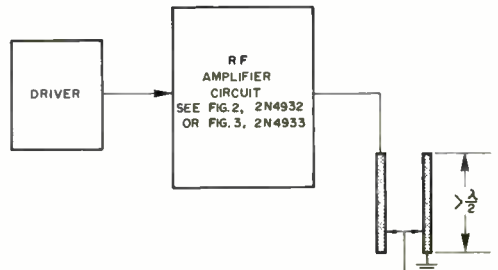 DRIVER
RF
AMPLIFIER
CIRCUIT
SEE FIG. 2, 2N4932
OR FIG. 3, 2N4933
> λ/2